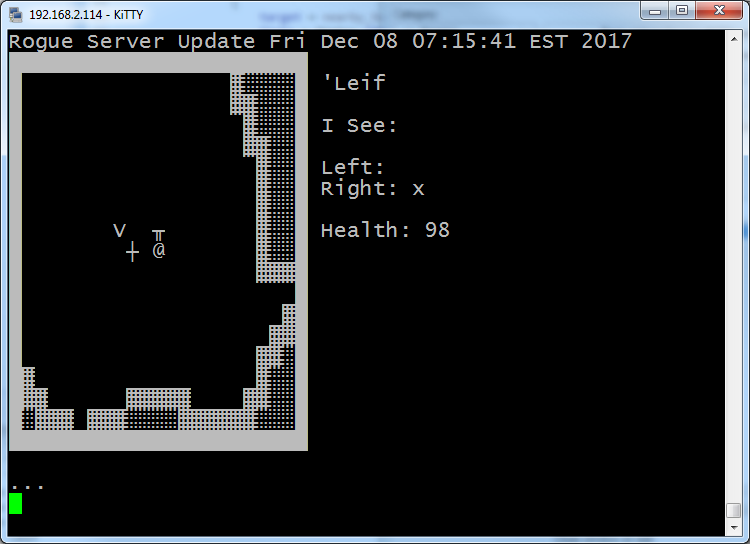 192.168.2.114 - KiTTY
Rogue Server Update Fri Dec 08 07:15:41 EST 2017
'Leif
I See:
Left:
Right: x
V ╥ Health: 98
┼ @
...